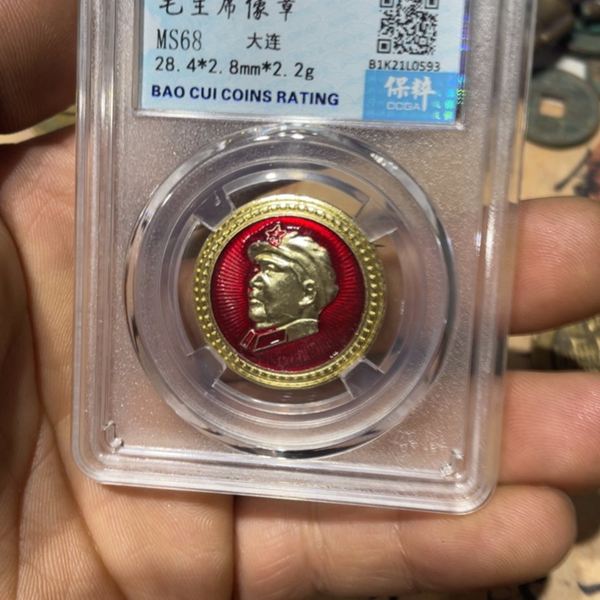 毛主席像章
MS68 大连
28.4*2.8mm*2.2g
BAO CUI COINS RATING
B1K21L0593
保粹
CCGA